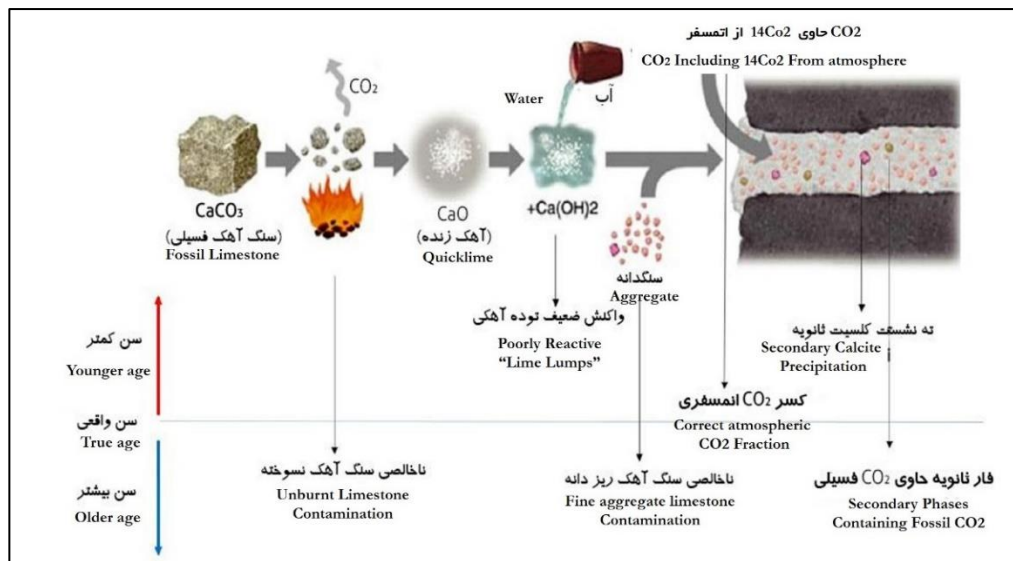 CO2 حاوی 14Co2 از اتمسفر
CO2 Including 14Co2 From atmosphere
CO2
Water
آب
CaCO3
(سنگ آهک فسیلی)
Fossil Limestone
CaO
(آهک زنده)
Quicklime
+Ca(OH)2
سنگدانه
Aggregate
واکنش ضعیف توده آهکی
Poorly Reactive
“Lime Lumps”
ته نشست کلسیت ثانویه
Secondary Calcite
Precipitation
سن کمتر
Younger age
سن واقعی
True age
سن بیشتر
Older age
کسر CO2 اتمسفری
Correct atmospheric
CO2 Fraction
ناخالصی سنگ آهک نسوخته
Unburnt Limestone
Contamination
ناخالصی سنگ آهک ریز دانه
Fine aggregate limestone
Contamination
فار ثانویه حاوی CO2 فسیلی
Secondary Phases
Containing Fossil CO2